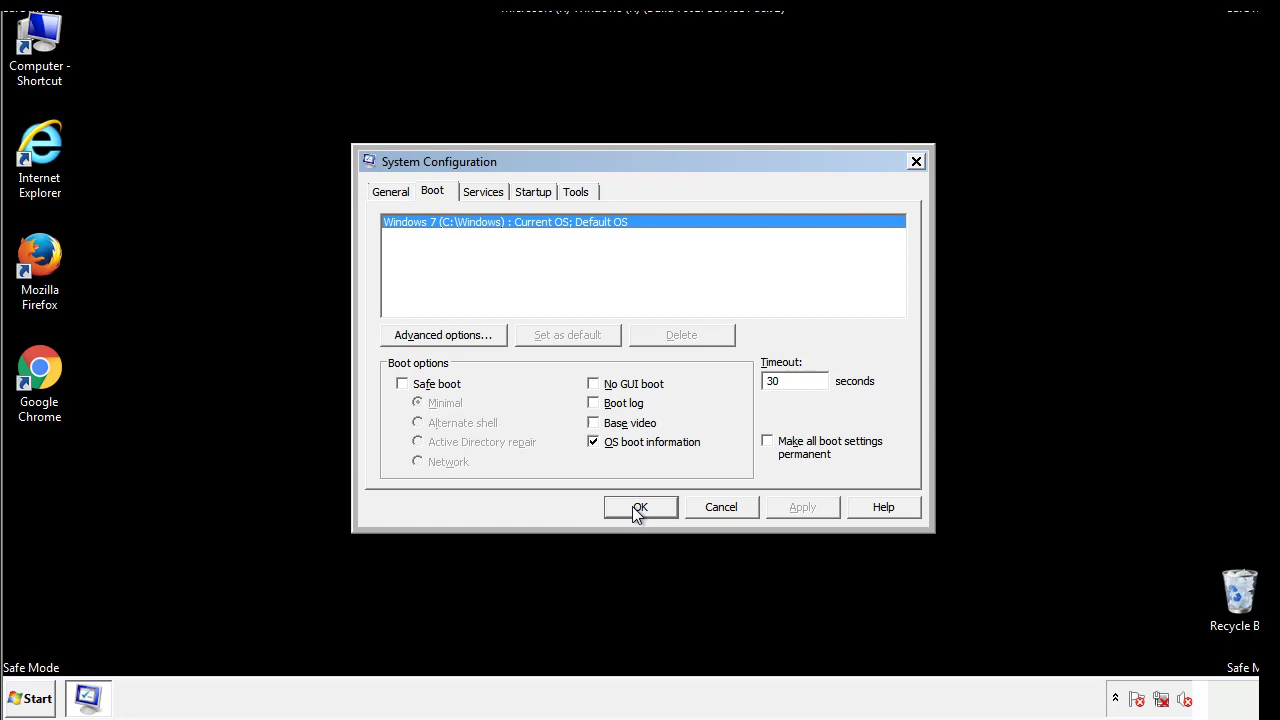 Computer -
Shortcut
Internet
Explorer
Mozilla
Firefox
Google
Chrome
System Configuration
General
Boot
Services
Startup
Tools
Windows 7 (C:\Windows) : Current OS; Default OS
Advanced options...
Set as default
Delete
Boot options
Safe boot
Minimal
Alternate shell
Active Directory repair
Network
No GUI boot
Boot log
Base video
OS boot information
Timeout:
30 seconds
Make all boot settings
permanent
OK
Cancel
Apply
Help
Recycle B
Safe Mode
Safe M
Start